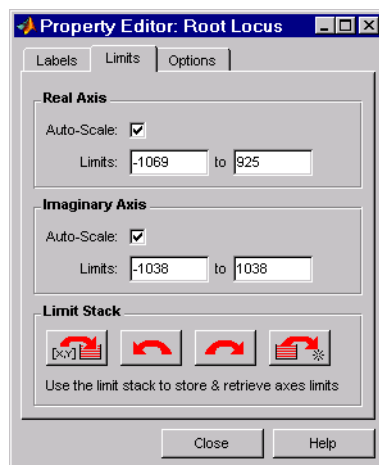 Property Editor: Root Locus
Labels Limits Options
Real Axis
Auto-Scale:
Limits: -1069 to 925
Imaginary Axis
Auto-Scale:
Limits: -1038 to 1038
Limit Stack
[X,Y]
Use the limit stack to store & retrieve axes limits
Close Help